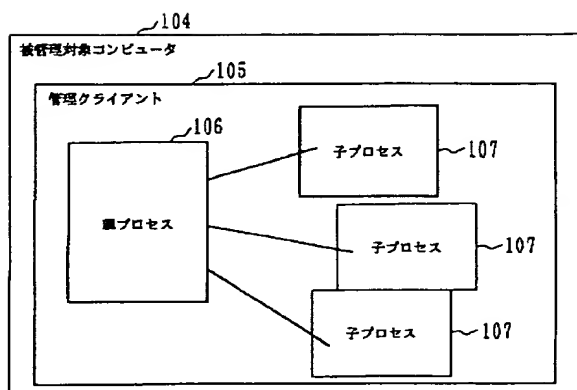 104
被管理対象コンピュータ
105
管理クライアント
106
親プロセス
子プロセス
107
子プロセス
107
子プロセス
107